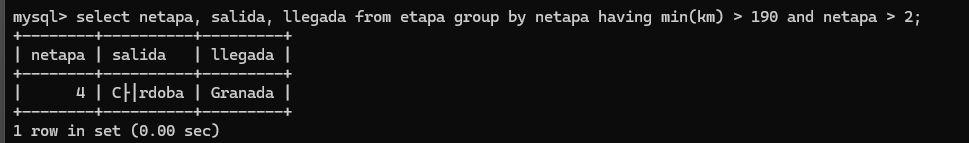 mysql> select netapa, salida, llegada from etapa group by netapa having min(km) > 190 and netapa > 2;
+--------+----------+---------+
| netapa | salida   | llegada |
+--------+----------+---------+
|      4 | C├│rdoba | Granada |
+--------+----------+---------+
1 row in set (0.00 sec)